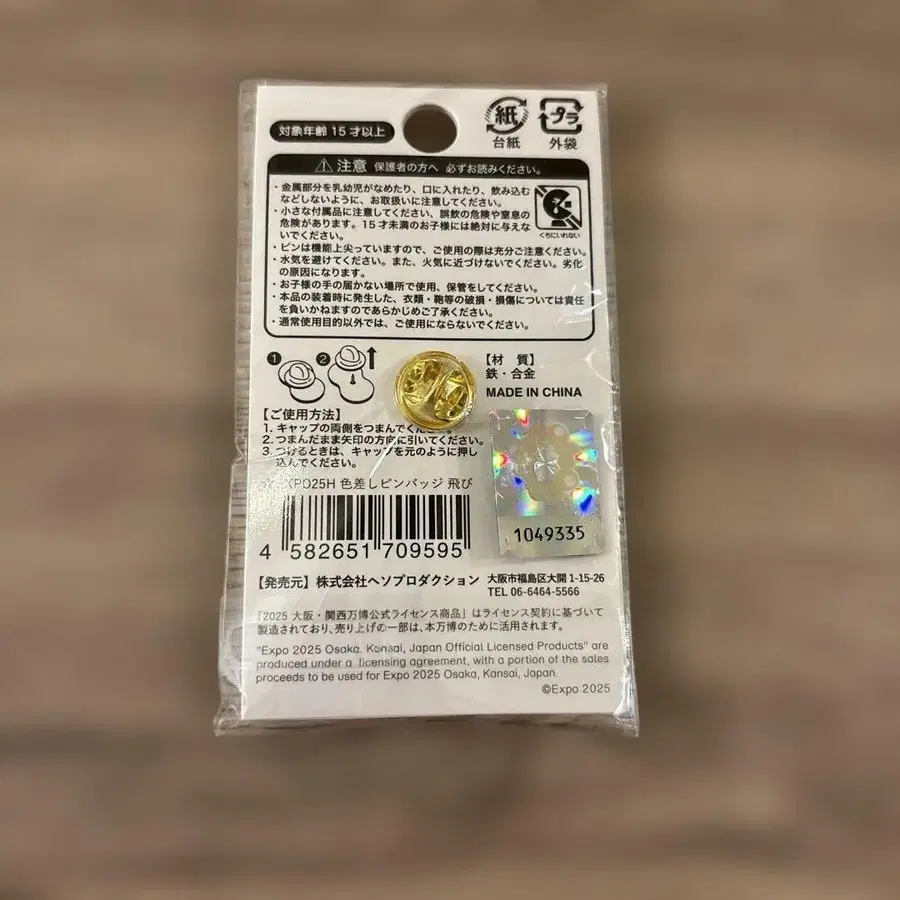 対象年齢 15 才以上
紙
台紙
プラ
外袋
注意 保護者の方へ 必ずお読みください。
・金属部分を乳幼児がなめたり、口に入れたり、飲み込む
などしないように、お取扱いに注意してください。
・小さな付属品に注意してください、誤飲の危険や窒息の
危険があります。15 才未満のお子様には絶対に与えな
いでください。
くちにいれない
・ピンは機能上尖っていますので、ご使用の際は充分ご注意ください。
・水気を避けてください。また、火気に近づけないでください。劣化
の原因になります。
・お子様の手の届かない場所で使用、保管をしてください。
・本品の装着時に発生した、衣類・鞄等の破損・損傷については責任
を負いかねますのであらかじめご了承ください。
・通常使用目的以外では、ご使用にならないでください。
1 2
【材 質】
鉄・合金
MADE IN CHINA
【ご使用方法】
1. キャップの両側をつまんでください。
2. つまんだまま矢印の方向に引いてください。
3. つけるときは、キャップを元のように押し
込んでください。
XPO25H 色差しピンバッジ 飛び
4 582651 709595
1049335
【発売元】株式会社ヘソプロダクション 大阪市福島区大開 1-15-26
TEL 06-6464-5566
「2025 大阪・関西万博公式ライセンス商品」はライセンス契約に基づいて
製造されており、売り上げの一部は、本万博のために活用されます。
"Expo 2025 Osaka, Kansai, Japan Official Licensed Products" are
produced under a licensing agreement, with a portion of the sales
proceeds to be used for Expo 2025 Osaka, Kansai, Japan.
©Expo 2025